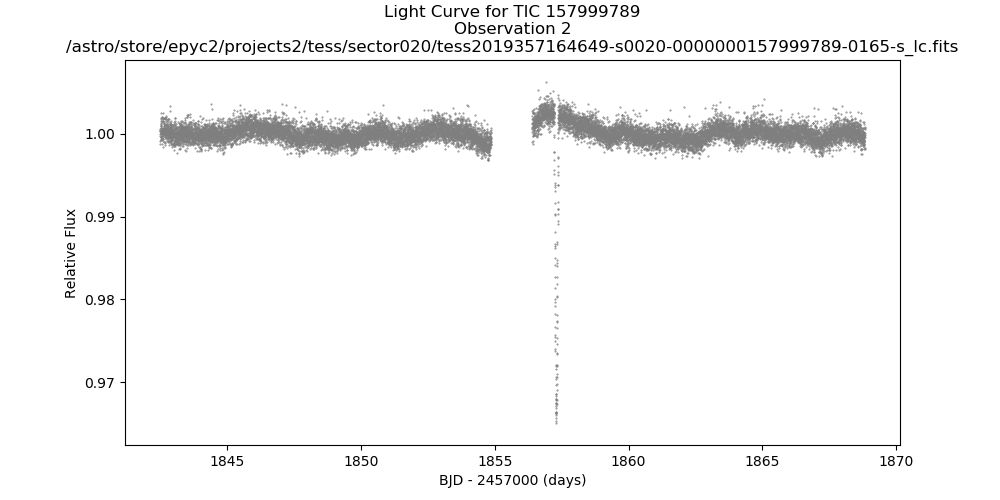 Light Curve for TIC 157999789
Observation 2
/astro/store/epyc2/projects2/tess/sector020/tess2019357164649-s0020-0000000157999789-0165-s_lc.fits
1.00
0.99
0.98
0.97
Relative Flux
1845 1850 1855 1860 1865 1870
BJD - 2457000 (days)